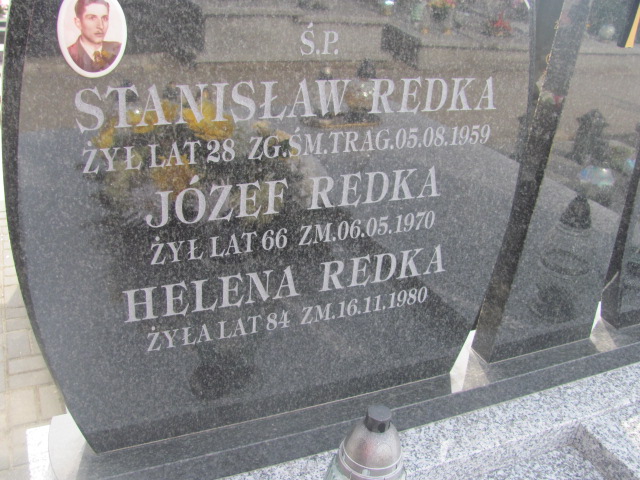 Ś.P.
STANISŁAW REDKA
ŻYŁ LAT 28 ZG.ŚM.TRAG.05.08.1959
JÓZEF REDKA
ŻYŁ LAT 66 ZM.06.05.1970
HELENA REDKA
ŻYŁA LAT 84 ZM.16.11.1980